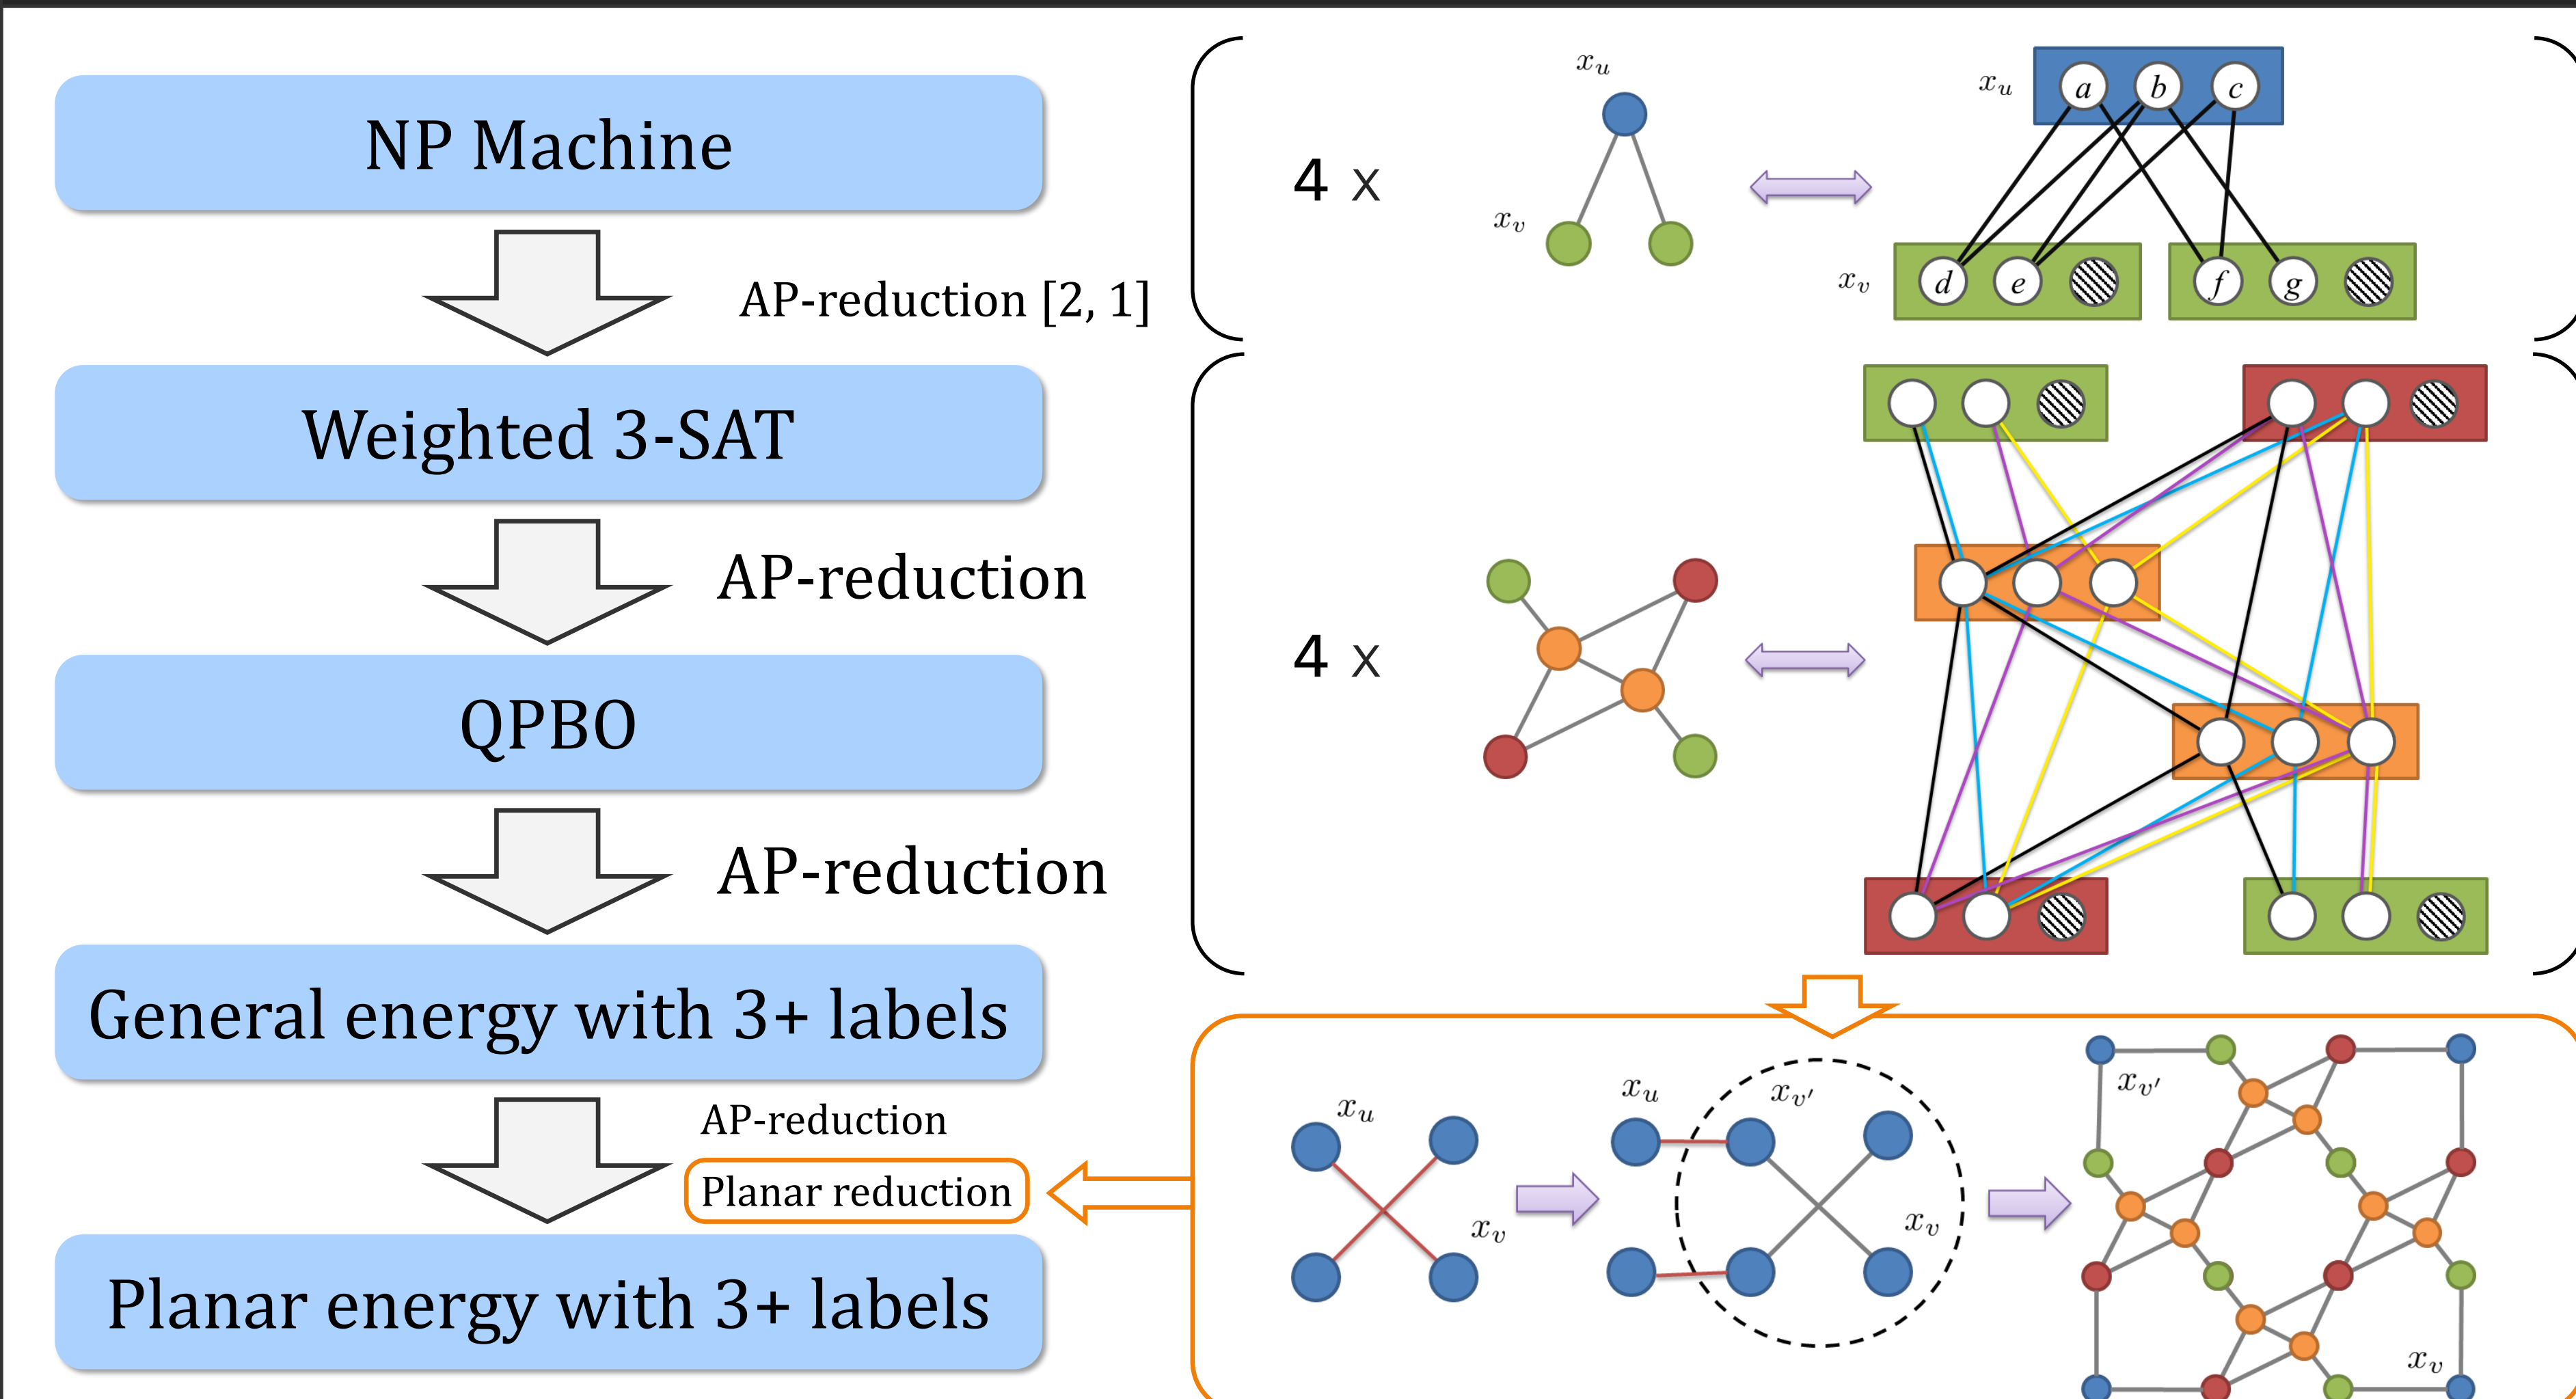 NP Machine
AP-reduction [2, 1]
Weighted 3-SAT
AP-reduction
QPBO
AP-reduction
General energy with 3+ labels
AP-reduction
Planar reduction
Planar energy with 3+ labels
4 x
x_u
x_v
x_u
a b c
x_v
d e f g
4 x
x_u
x_v
x_u
x_v'
x_v
x_v'
x_v